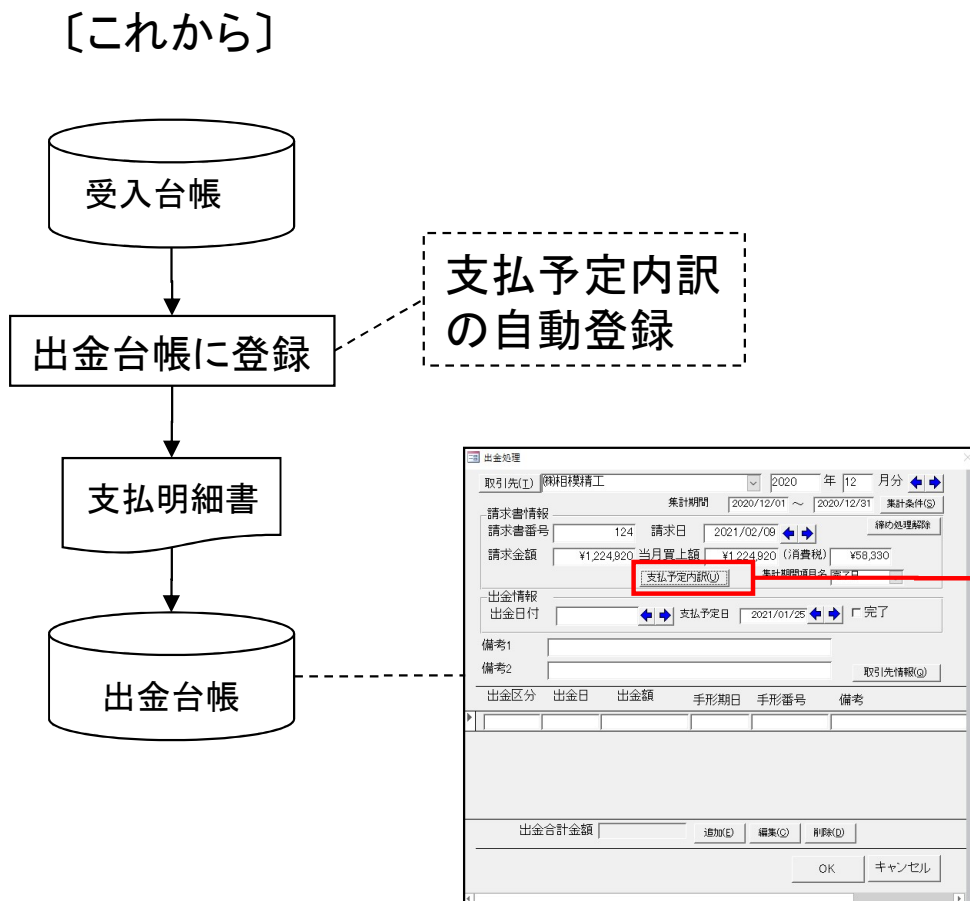 〔これから〕
受入台帳
支払予定内訳
の自動登録
出金台帳に登録
支払明細書
出金台帳
出金処理
取引先(T) ㈱相模精工 2020 年 12 月分
集計期間 2020/12/01 ～ 2020/12/31 集計条件(S)
請求書情報
締め処理解除
請求書番号 124 請求日 2021/02/09
請求金額 ¥1,224,920 当月買上額 ¥1,224,920 (消費税) ¥58,330
支払予定内訳(U) 集計期間項目名 完了日
出金情報
出金日付 支払予定日 2021/01/25 完了
備考1
備考2 取引先情報(Q)
出金区分 出金日 出金額 手形期日 手形番号 備考
出金合計金額 追加(E) 編集(C) 削除(D)
OK キャンセル